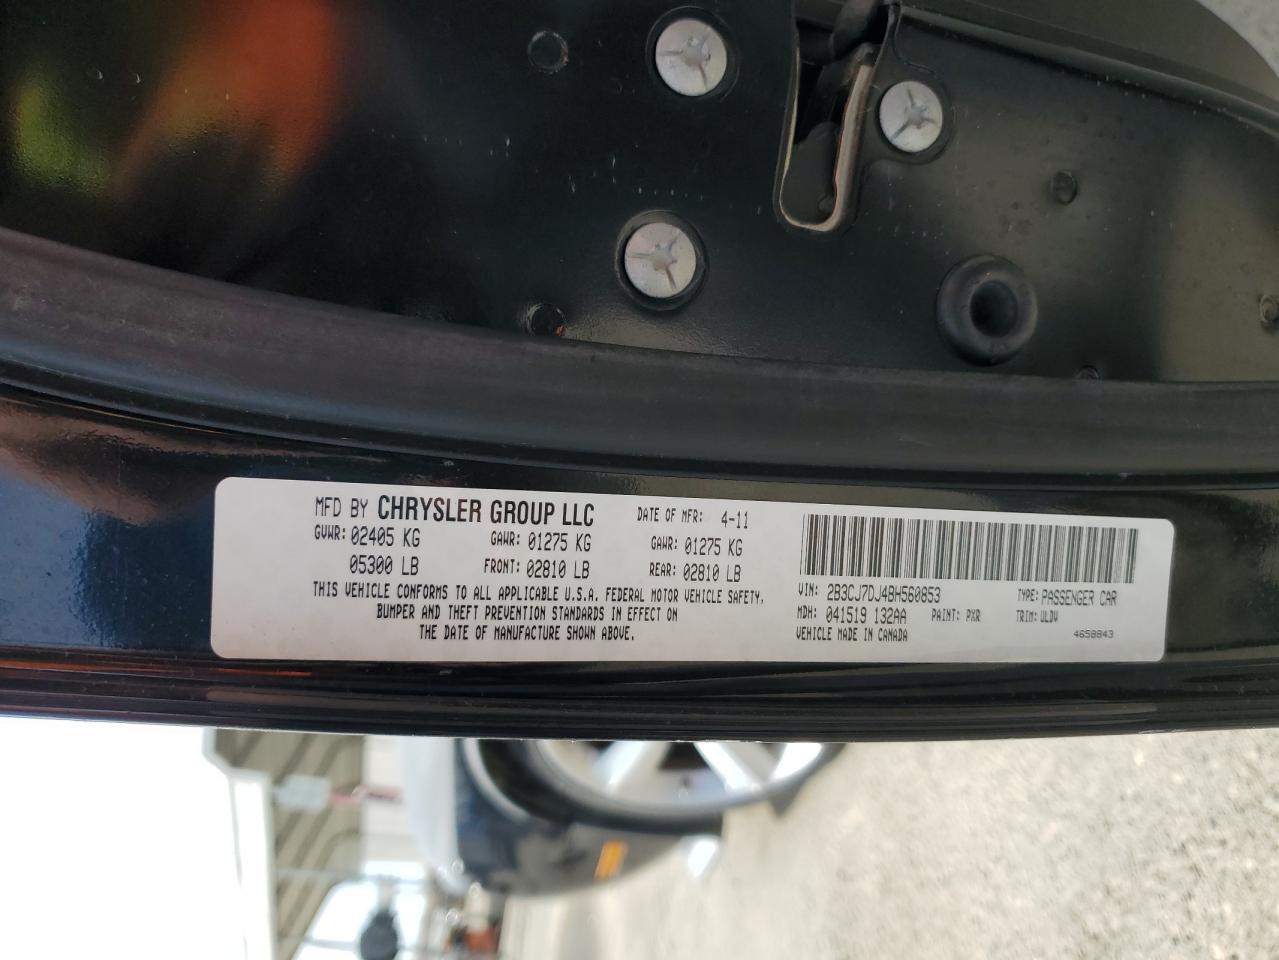 MFD BY CHRYSLER GROUP LLC DATE OF MFR: 4-11
GVWR: 02405 KG GAWR: 01275 KG GAWR: 01275 KG
05300 LB FRONT: 02810 LB REAR: 02810 LB
THIS VEHICLE CONFORMS TO ALL APPLICABLE U.S.A. FEDERAL MOTOR VEHICLE SAFETY,
BUMPER AND THEFT PREVENTION STANDARDS IN EFFECT ON
THE DATE OF MANUFACTURE SHOWN ABOVE.
VIN: 2B3CJ7DJ4BH560853 TYPE: PASSENGER CAR
MDH: 041519 132AA PAINT: PXR TRIM: ULDV
VEHICLE MADE IN CANADA 4658843